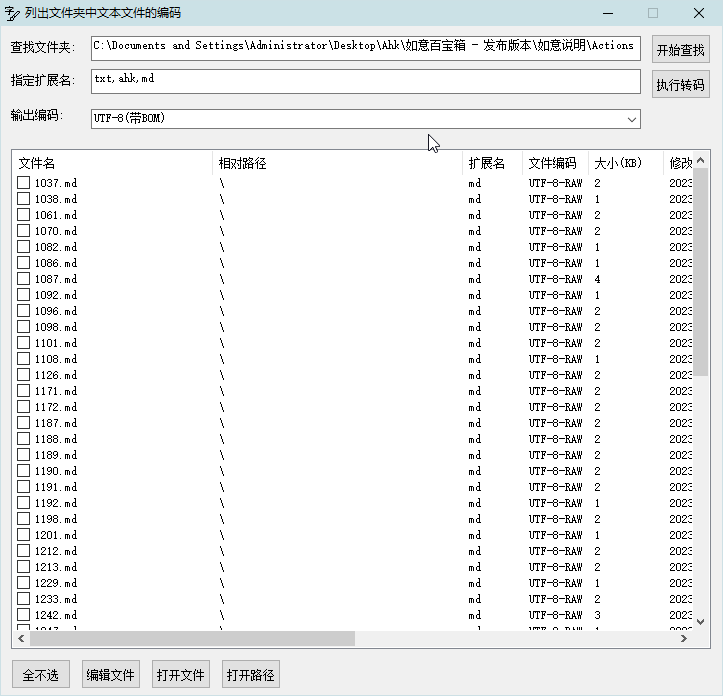 列出文件夹中文本文件的编码
查找文件夹: C:\Documents and Settings\Administrator\Desktop\Ahk\如意百宝箱 - 发布版本\如意说明\Actions 开始查找
指定扩展名: txt,ahk,md 执行转码
输出编码: UTF-8(带BOM)
文件名 相对路径 扩展名 文件编码 大小(KB) 修改
1037.md \ md UTF-8-RAW 2 2023
1038.md \ md UTF-8-RAW 1 2023
1061.md \ md UTF-8-RAW 2 2023
1070.md \ md UTF-8-RAW 2 2023
1082.md \ md UTF-8-RAW 1 2023
1086.md \ md UTF-8-RAW 1 2023
1087.md \ md UTF-8-RAW 4 2023
1092.md \ md UTF-8-RAW 1 2023
1096.md \ md UTF-8-RAW 2 2023
1098.md \ md UTF-8-RAW 2 2023
1101.md \ md UTF-8-RAW 2 2023
1108.md \ md UTF-8-RAW 1 2023
1126.md \ md UTF-8-RAW 2 2023
1171.md \ md UTF-8-RAW 2 2023
1172.md \ md UTF-8-RAW 2 2023
1187.md \ md UTF-8-RAW 2 2023
1188.md \ md UTF-8-RAW 2 2023
1189.md \ md UTF-8-RAW 2 2023
1190.md \ md UTF-8-RAW 2 2023
1191.md \ md UTF-8-RAW 2 2023
1192.md \ md UTF-8-RAW 1 2023
1198.md \ md UTF-8-RAW 2 2023
1201.md \ md UTF-8-RAW 1 2023
1212.md \ md UTF-8-RAW 2 2023
1213.md \ md UTF-8-RAW 2 2023
1229.md \ md UTF-8-RAW 1 2023
1233.md \ md UTF-8-RAW 2 2023
1242.md \ md UTF-8-RAW 3 2023
全不选 编辑文件 打开文件 打开路径